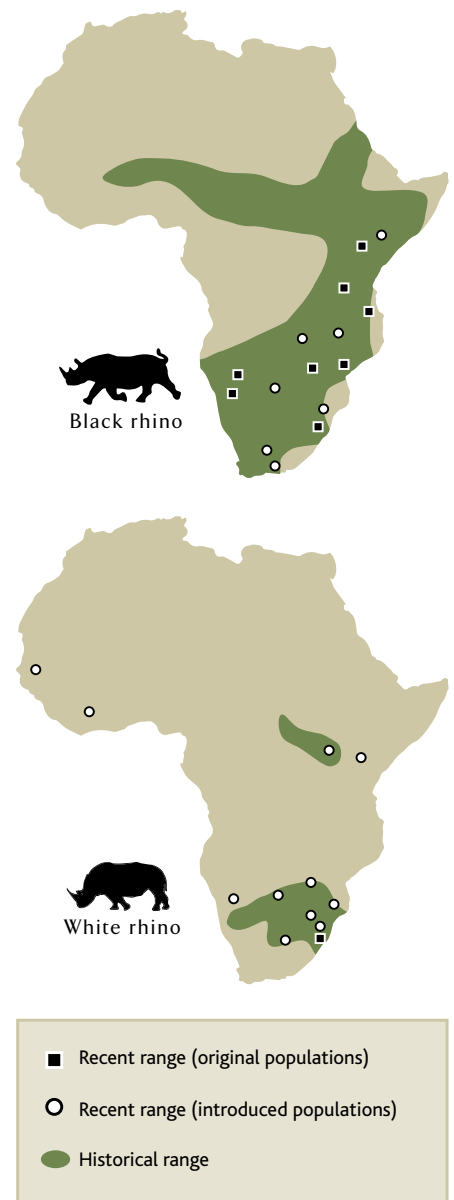 Black rhino
White rhino
Recent range (original populations)
Recent range (introduced populations)
Historical range